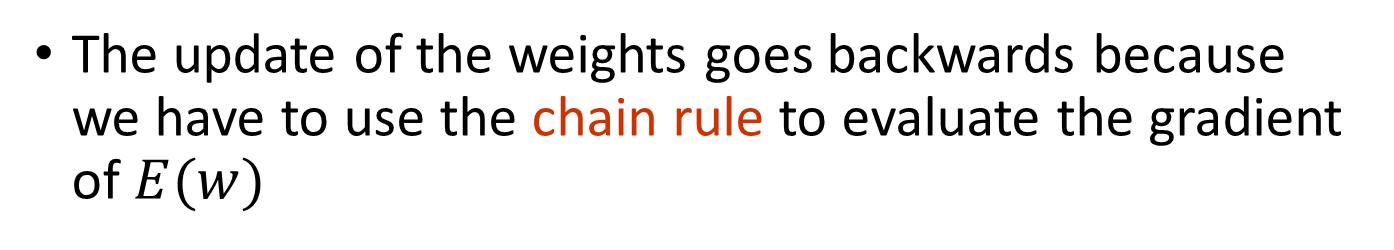 • The update of the weights goes backwards because
we have to use the chain rule to evaluate the gradient
of 𝐸(𝑤)